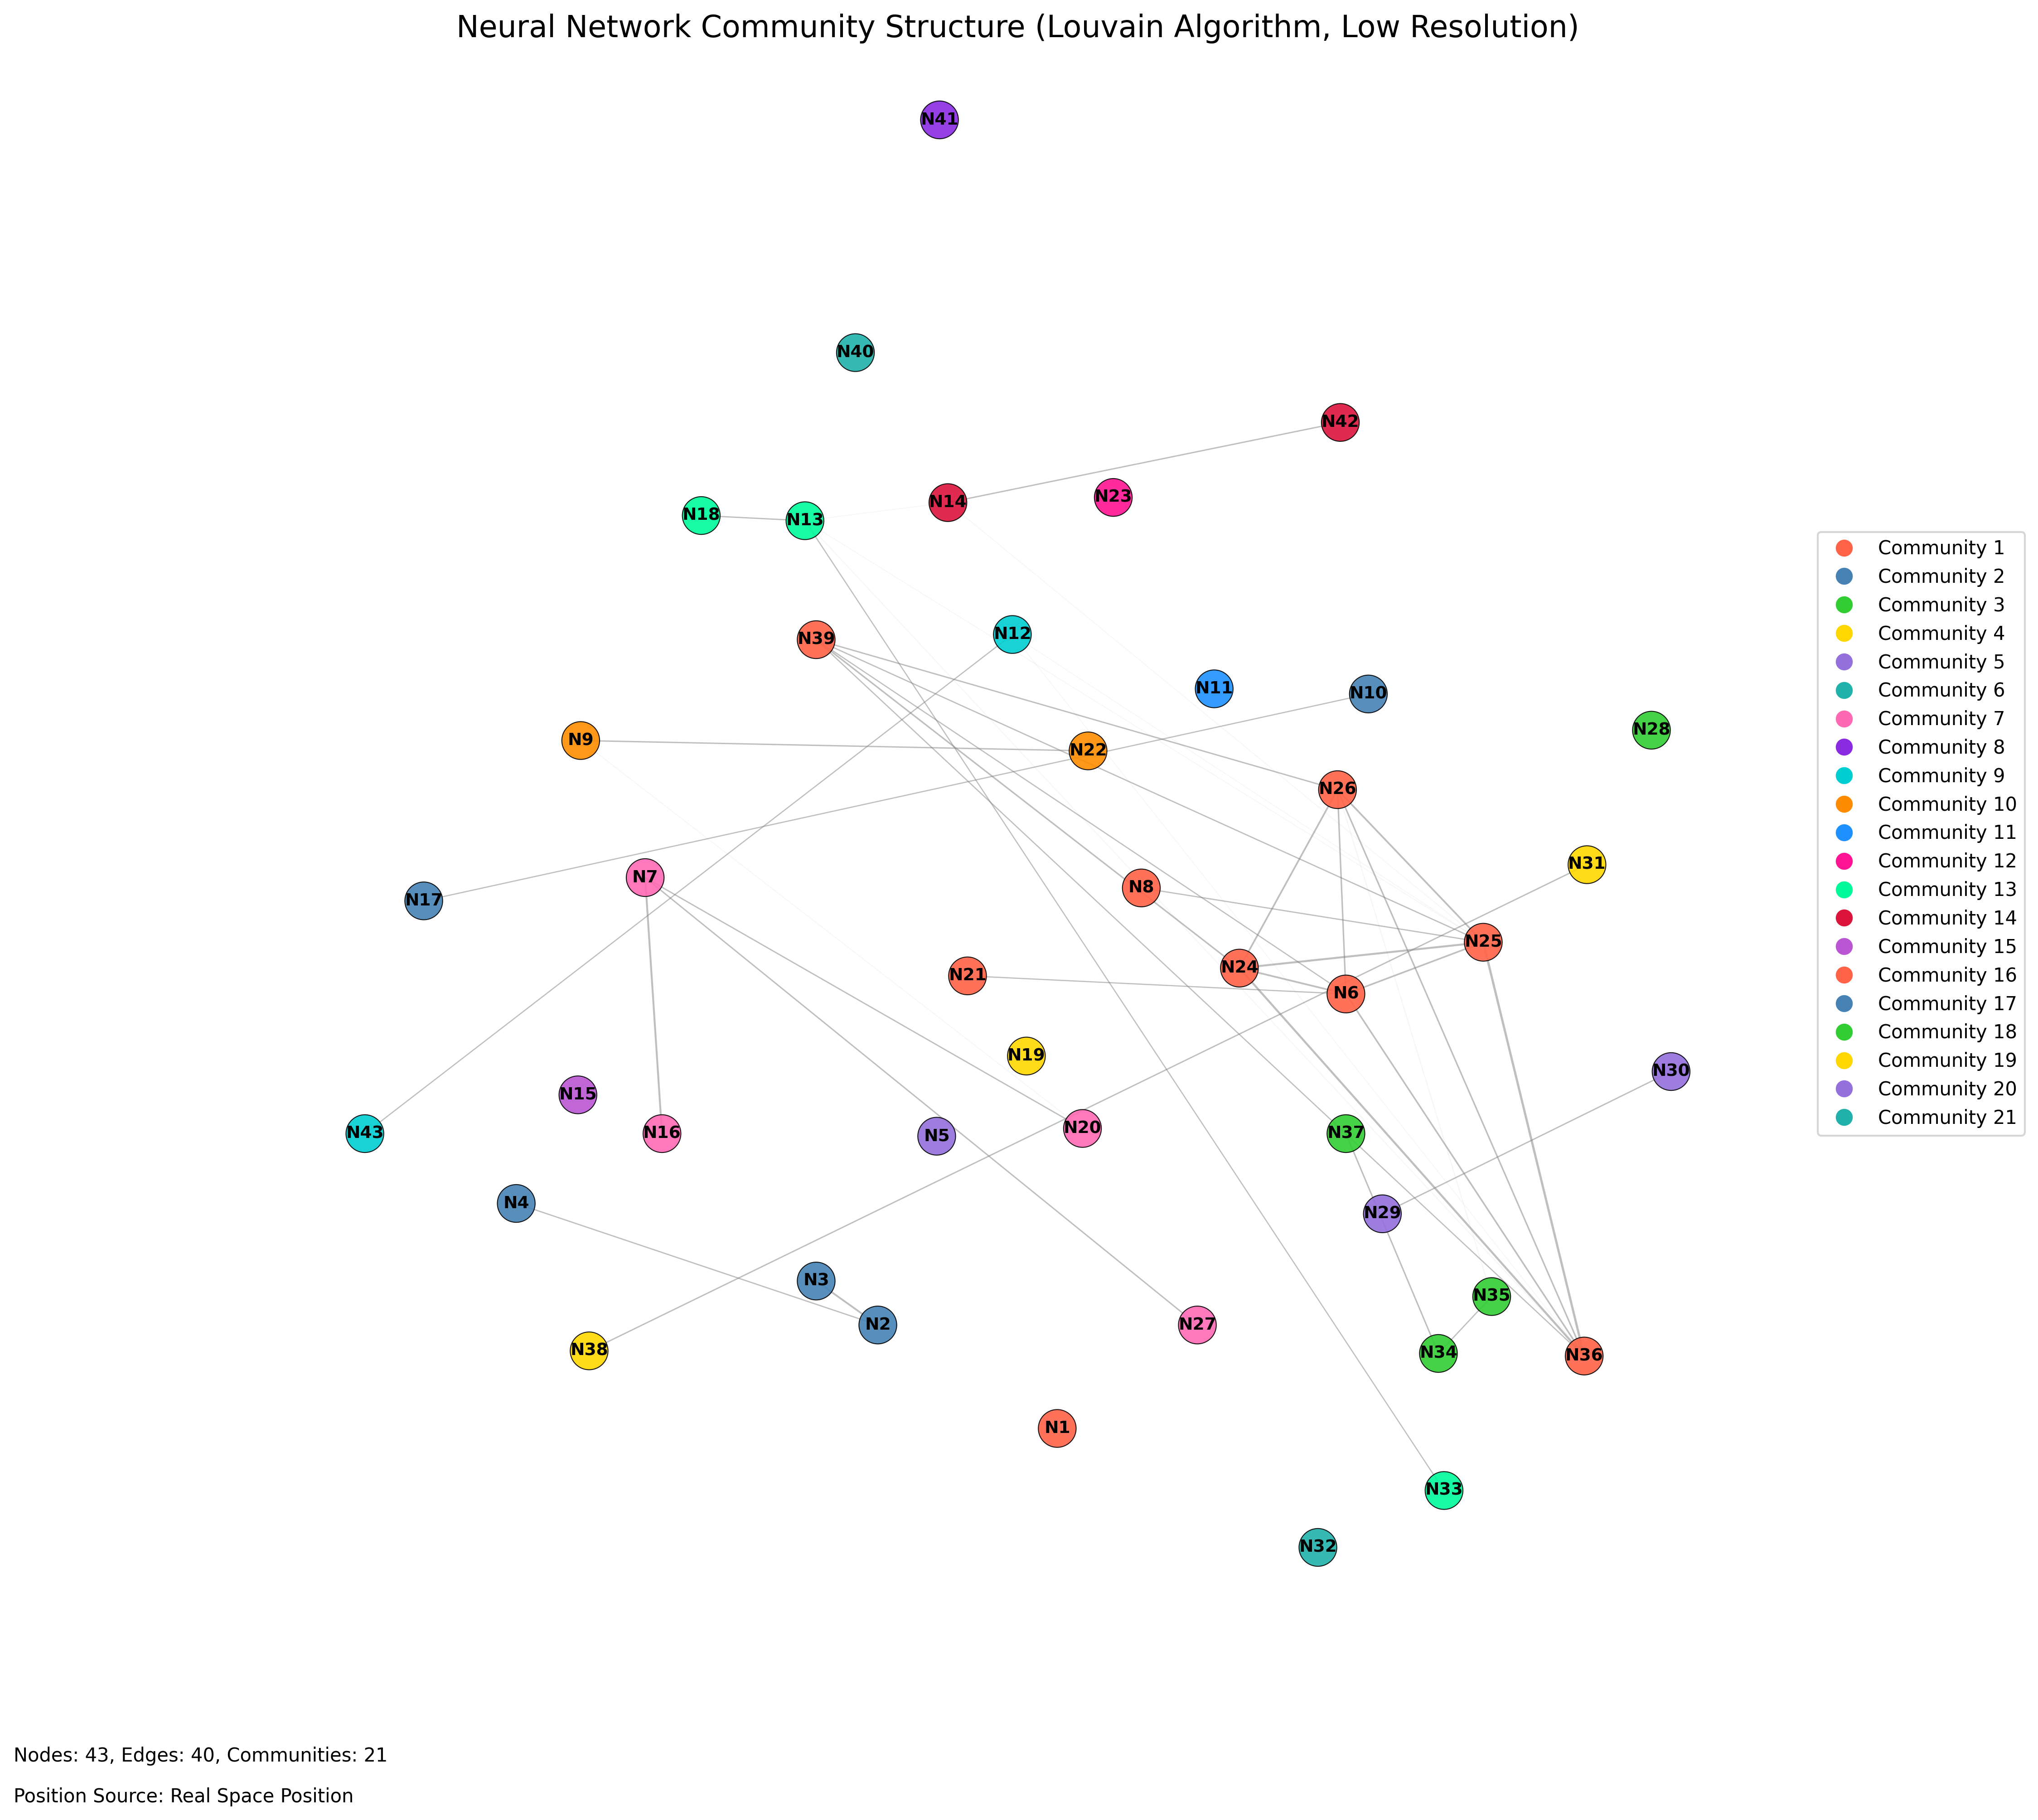 Neural Network Community Structure (Louvain Algorithm, Low Resolution)
N41
N40
N42
N23
N14
N18
N13
N12
N39
N11
N10
N28
N9
N22
N26
N31
N7
N8
N17
N25
N24
N21
N6
N19
N30
N15
N43
N16
N5
N20
N37
N4
N29
N3
N35
N2
N27
N38
N34
N36
N1
N33
N32
Community 1
Community 2
Community 3
Community 4
Community 5
Community 6
Community 7
Community 8
Community 9
Community 10
Community 11
Community 12
Community 13
Community 14
Community 15
Community 16
Community 17
Community 18
Community 19
Community 20
Community 21
Nodes: 43, Edges: 40, Communities: 21
Position Source: Real Space Position